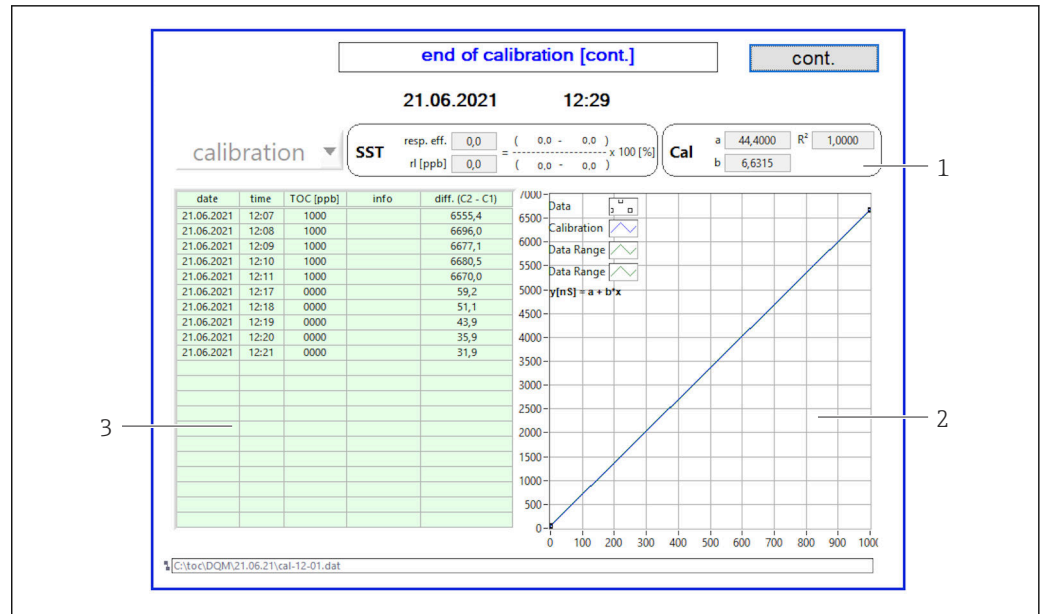 end of calibration [cont.]
cont.
21.06.2021 12:29
calibration
SST
resp. eff. 0,0 = ( 0,0 - 0,0 )
rl [ppb] 0,0 ( 0,0 - 0,0 )
x 100 [%]
Cal
a 44,4000 R² 1,0000
b 6,6315
1
date time TOC [ppb] info diff. (C2 - C1)
21.06.2021 12:07 1000 6555,4
21.06.2021 12:08 1000 6696,0
21.06.2021 12:09 1000 6677,1
21.06.2021 12:10 1000 6680,5
21.06.2021 12:11 1000 6670,0
21.06.2021 12:17 0000 59,2
21.06.2021 12:18 0000 51,1
21.06.2021 12:19 0000 43,9
21.06.2021 12:20 0000 35,9
21.06.2021 12:21 0000 31,9
3
Data
Calibration
Data Range
Data Range
y[nS] = a + b*x
7000
6500
6000
5500
5000
4500
4000
3500
3000
2500
2000
1500
1000
500
0
0 100 200 300 400 500 600 700 800 900 1000
2
C:\toc\DQM\21.06.21\cal-12-01.dat